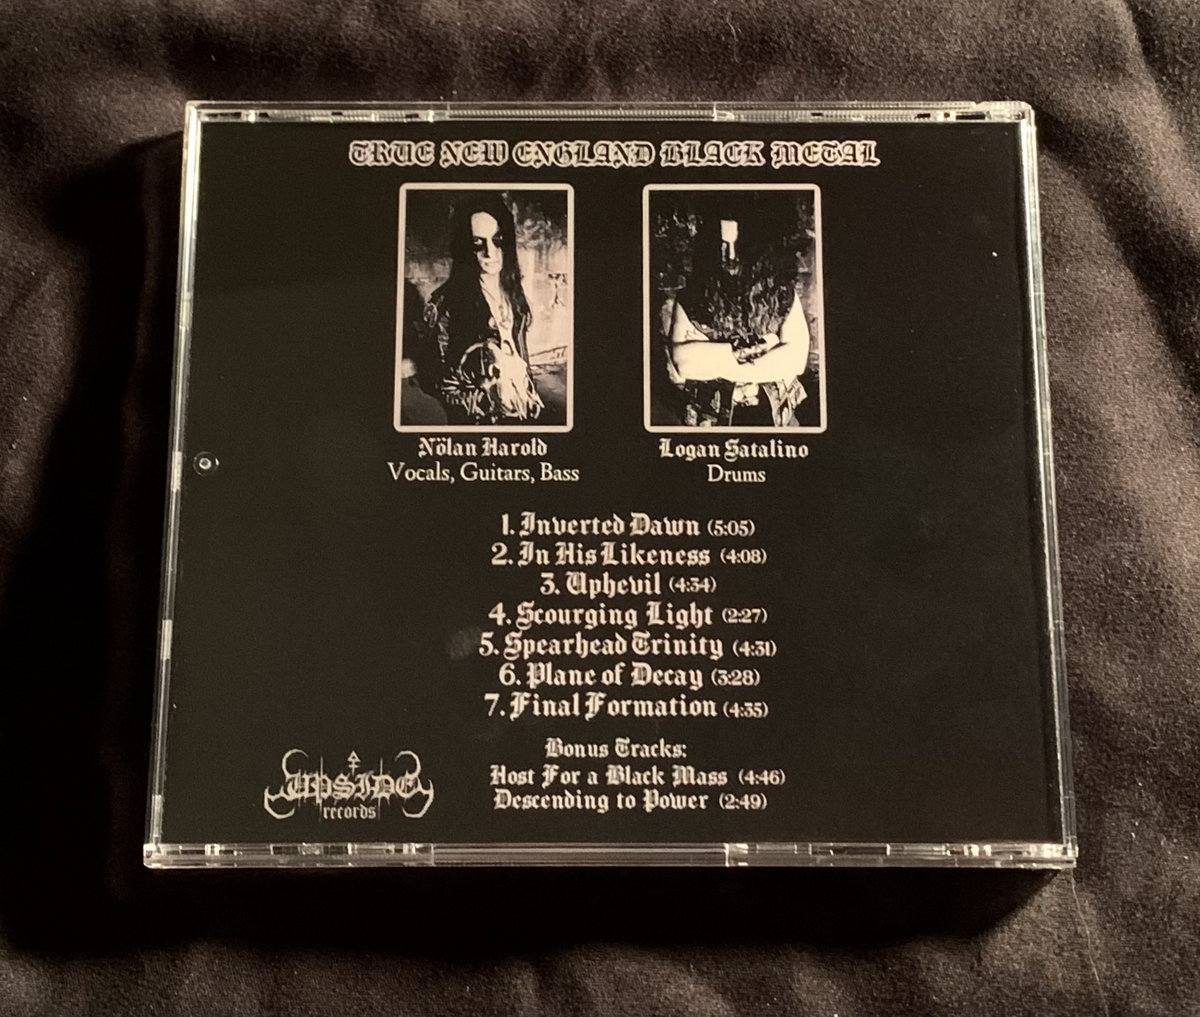 TRUE NEW ENGLAND BLACK METAL
Nölan Harold
Vocals, Guitars, Bass
Logan Satalino
Drums
1. Inverted Dawn (5:05)
2. In His Likeness (4:08)
3. Uphevil (4:34)
4. Scourging Light (2:27)
5. Spearhead Trinity (4:31)
6. Plane of Decay (3:28)
7. Final Formation (4:35)
Bonus Tracks:
Host For a Black Mass (4:46)
Descending to Power (2:49)
UPSIDE
records